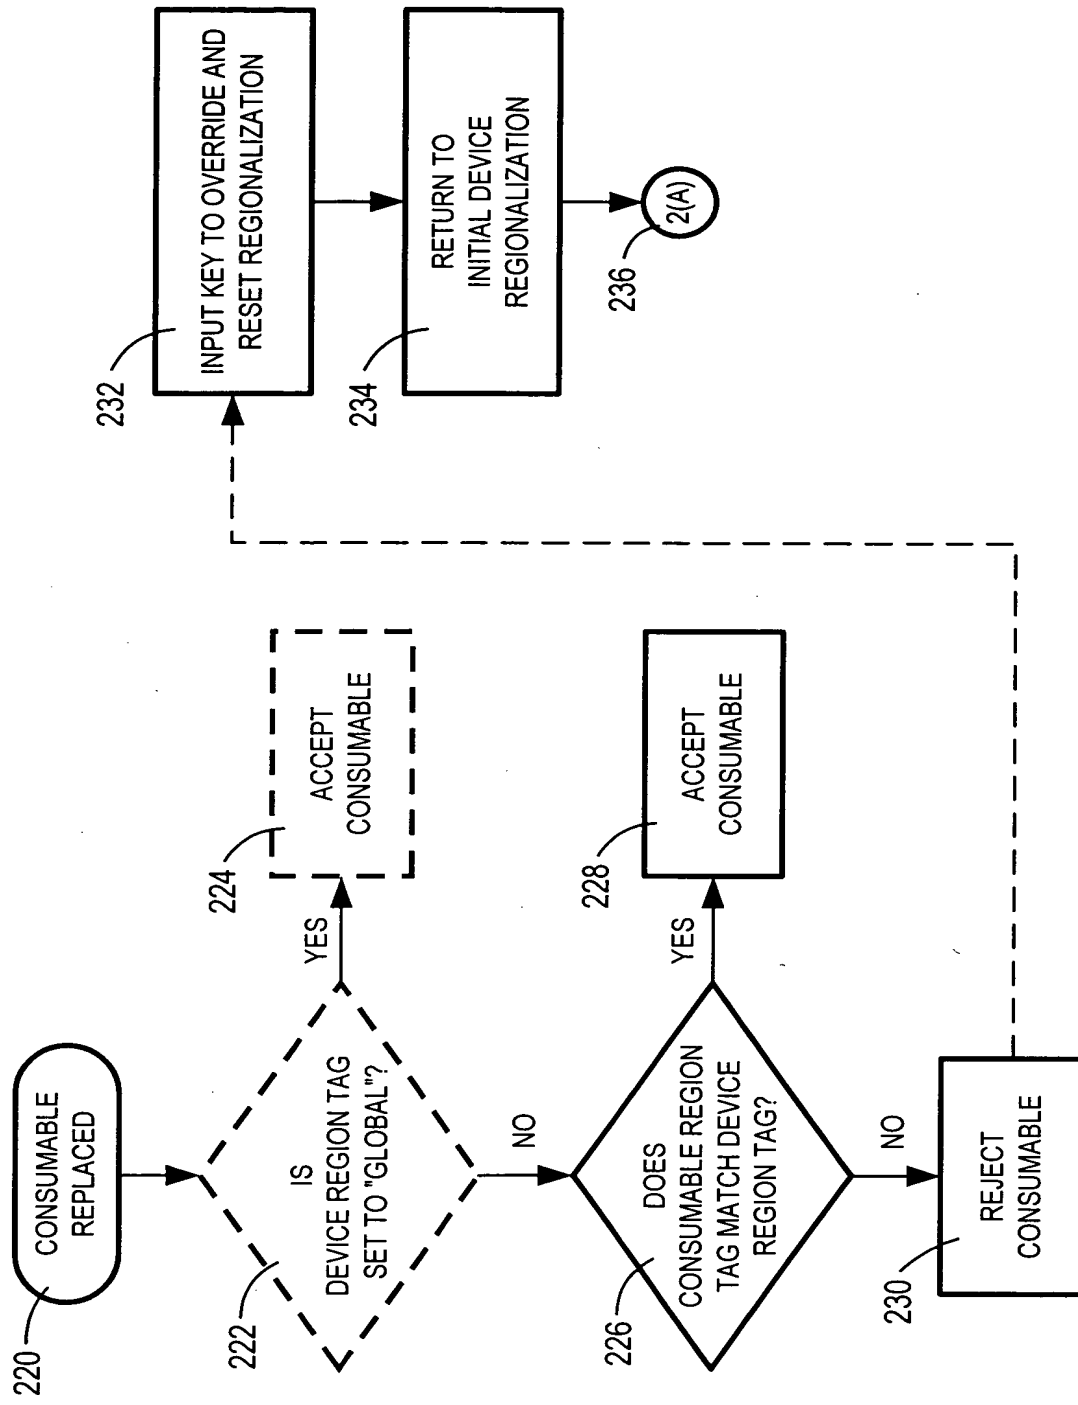 CONSUMABLE
REPLACED
220
IS
DEVICE REGION TAG
SET TO "GLOBAL"?
222
YES
ACCEPT
CONSUMABLE
224
NO
DOES
CONSUMABLE REGION
TAG MATCH DEVICE
REGION TAG?
226
YES
ACCEPT
CONSUMABLE
228
NO
REJECT
CONSUMABLE
230
INPUT KEY TO OVERRIDE AND
RESET REGIONALIZATION
232
RETURN TO
INITIAL DEVICE
REGIONALIZATION
234
2(A)
236